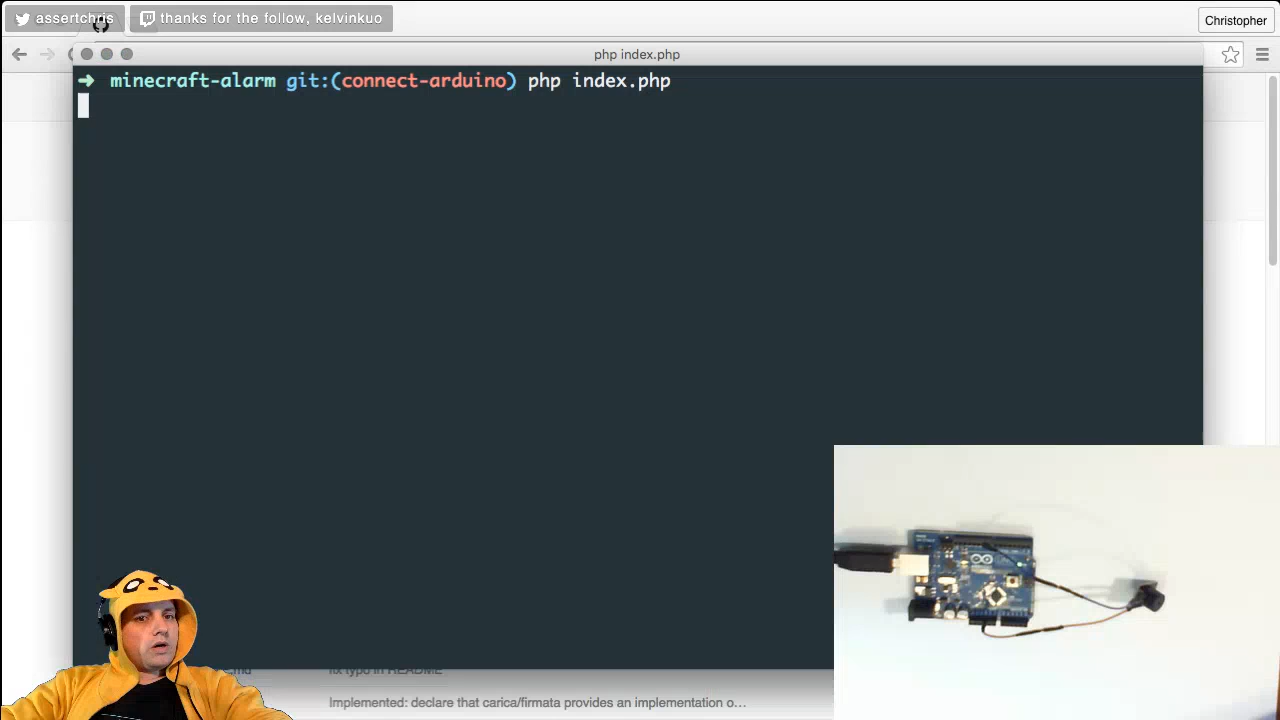 assertchris
thanks for the follow, kelvinkuo
Christopher
php index.php
➜ minecraft-alarm git:(connect-arduino) php index.php
fix typo in README
Implemented: declare that carica/firmata provides an implementation o…